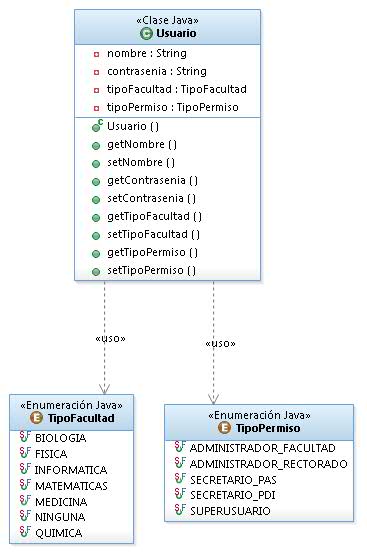 «Clase Java»
Usuario
nombre : String
contrasenia : String
tipoFacultad : TipoFacultad
tipoPermiso : TipoPermiso
Usuario ( )
getNombre ( )
setNombre ( )
getContrasenia ( )
setContrasenia ( )
getTipoFacultad ( )
setTipoFacultad ( )
getTipoPermiso ( )
setTipoPermiso ( )
«uso»
«uso»
«Enumeración Java»
TipoFacultad
BIOLOGIA
FISICA
INFORMATICA
MATEMATICAS
MEDICINA
NINGUNA
QUIMICA
«Enumeración Java»
TipoPermiso
ADMINISTRADOR_FACULTAD
ADMINISTRADOR_RECTORADO
SECRETARIO_PAS
SECRETARIO_PDI
SUPERUSUARIO